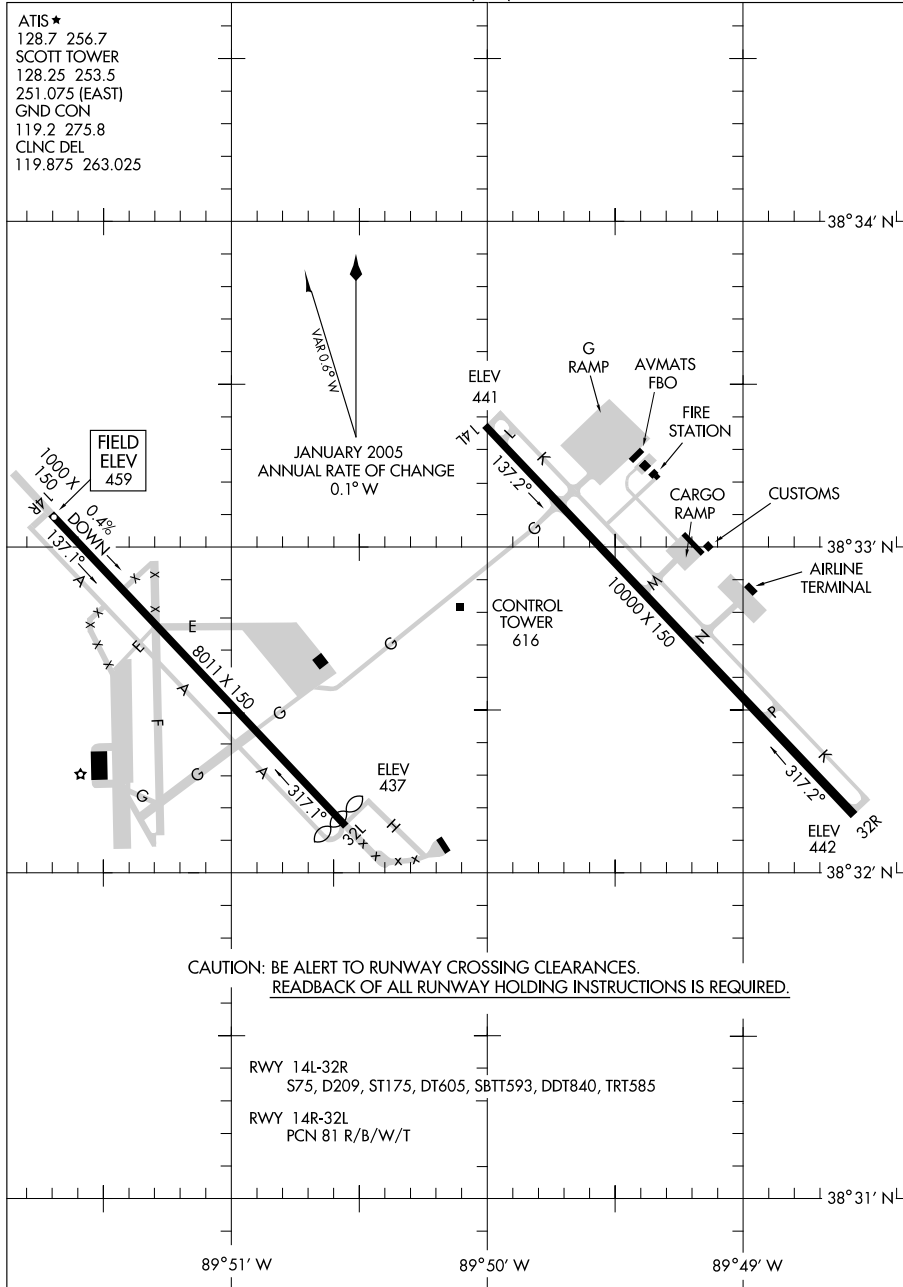 ATIS ★
128.7 256.7
SCOTT TOWER
128.25 253.5
251.075 (EAST)
GND CON
119.2 275.8
CLNC DEL
119.875 263.025
38°34' N
VAR 0.6° W
JANUARY 2005
ANNUAL RATE OF CHANGE
0.1° W
G
RAMP
AVMATS
FBO
FIRE
STATION
ELEV
441
14L
137.2°
L
K
G
CARGO
RAMP
CUSTOMS
AIRLINE
TERMINAL
FIELD
ELEV
459
1000 X
150
14R
0.4%
DOWN
137.1°
38°33' N
M
10000 X 150
N
P
K
317.2°
32R
ELEV
442
CONTROL
TOWER
616
A
x
x
x
x
x
x
x
x
E
E
8011 X 150
A
F
G
G
G
G
A
317.1°
32L
ELEV
437
H
x
x
x
x
38°32' N
CAUTION: BE ALERT TO RUNWAY CROSSING CLEARANCES.
READBACK OF ALL RUNWAY HOLDING INSTRUCTIONS IS REQUIRED.
RWY 14L-32R
S75, D209, ST175, DT605, SBTT593, DDT840, TRT585
RWY 14R-32L
PCN 81 R/B/W/T
38°31' N
89°51' W
89°50' W
89°49' W